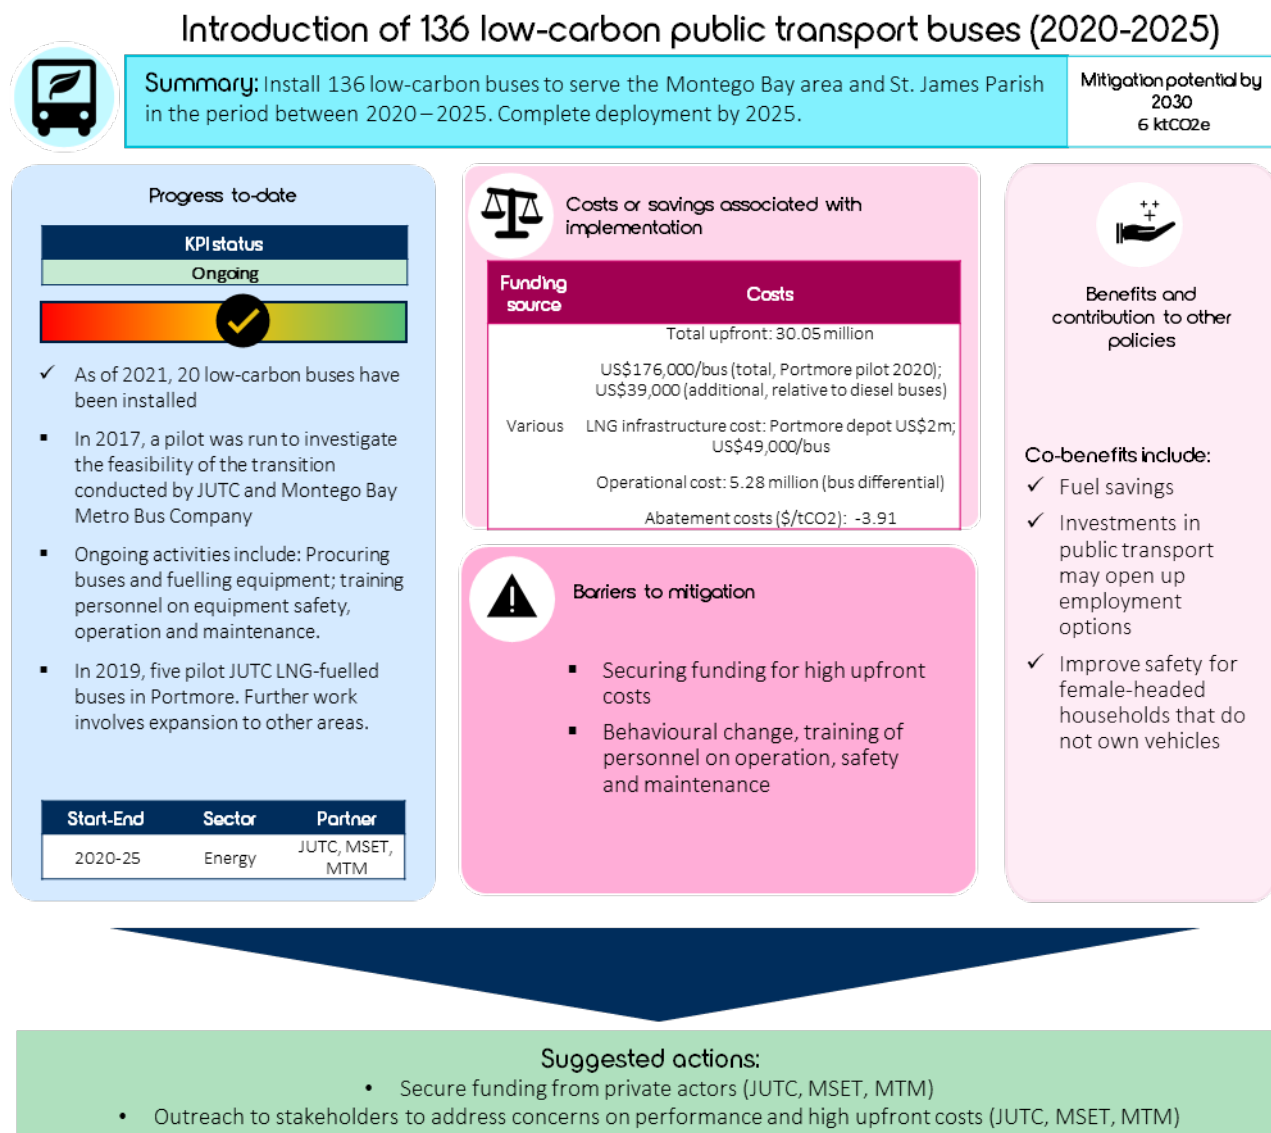 Introduction of 136 low-carbon public transport buses (2020-2025)
Summary: Install 136 low-carbon buses to serve the Montego Bay area and St. James Parish
in the period between 2020 – 2025. Complete deployment by 2025.
Mitigation potential by
2030
6 ktCO2e
Progress to-date
KPI status
Ongoing
✓ As of 2021, 20 low-carbon buses have
been installed
▪ In 2017, a pilot was run to investigate
the feasibility of the transition
conducted by JUTC and Montego Bay
Metro Bus Company
▪ Ongoing activities include: Procuring
buses and fuelling equipment; training
personnel on equipment safety,
operation and maintenance.
▪ In 2019, five pilot JUTC LNG-fuelled
buses in Portmore. Further work
involves expansion to other areas.
Start-End Sector Partner
2020-25 Energy JUTC, MSET,
MTM
Costs or savings associated with
implementation
Funding
source
Costs
Various
Total upfront: 30.05 million
US$176,000/bus (total, Portmore pilot 2020);
US$39,000 (additional, relative to diesel buses)
LNG infrastructure cost: Portmore depot US$2m;
US$49,000/bus
Operational cost: 5.28 million (bus differential)
Abatement costs ($/tCO2): -3.91
Barriers to mitigation
▪ Securing funding for high upfront
costs
▪ Behavioural change, training of
personnel on operation, safety
and maintenance
Benefits and
contribution to other
policies
Co-benefits include:
✓ Fuel savings
✓ Investments in
public transport
may open up
employment
options
✓ Improve safety for
female-headed
households that do
not own vehicles
Suggested actions:
• Secure funding from private actors (JUTC, MSET, MTM)
• Outreach to stakeholders to address concerns on performance and high upfront costs (JUTC, MSET, MTM)